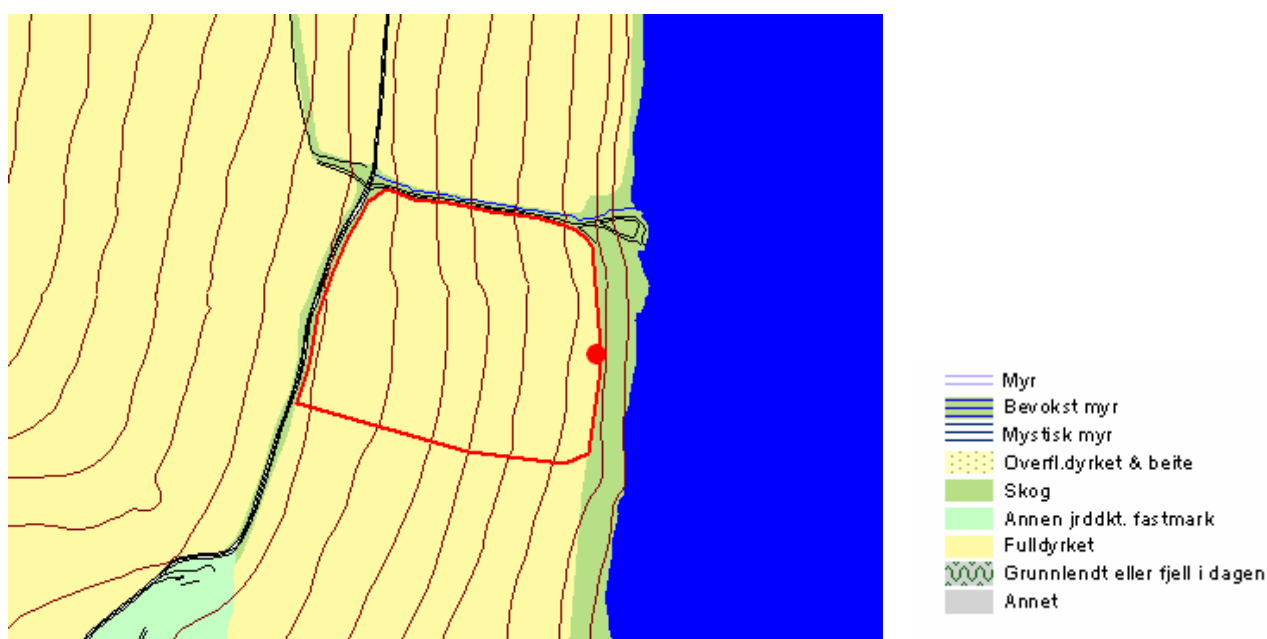 Myr
Bevokst myr
Mystisk myr
Overfl.dyrket & beite
Skog
Annen jrddkt. fastmark
Fulldyrket
Grunnlendt eller fjell i dagen
Annet